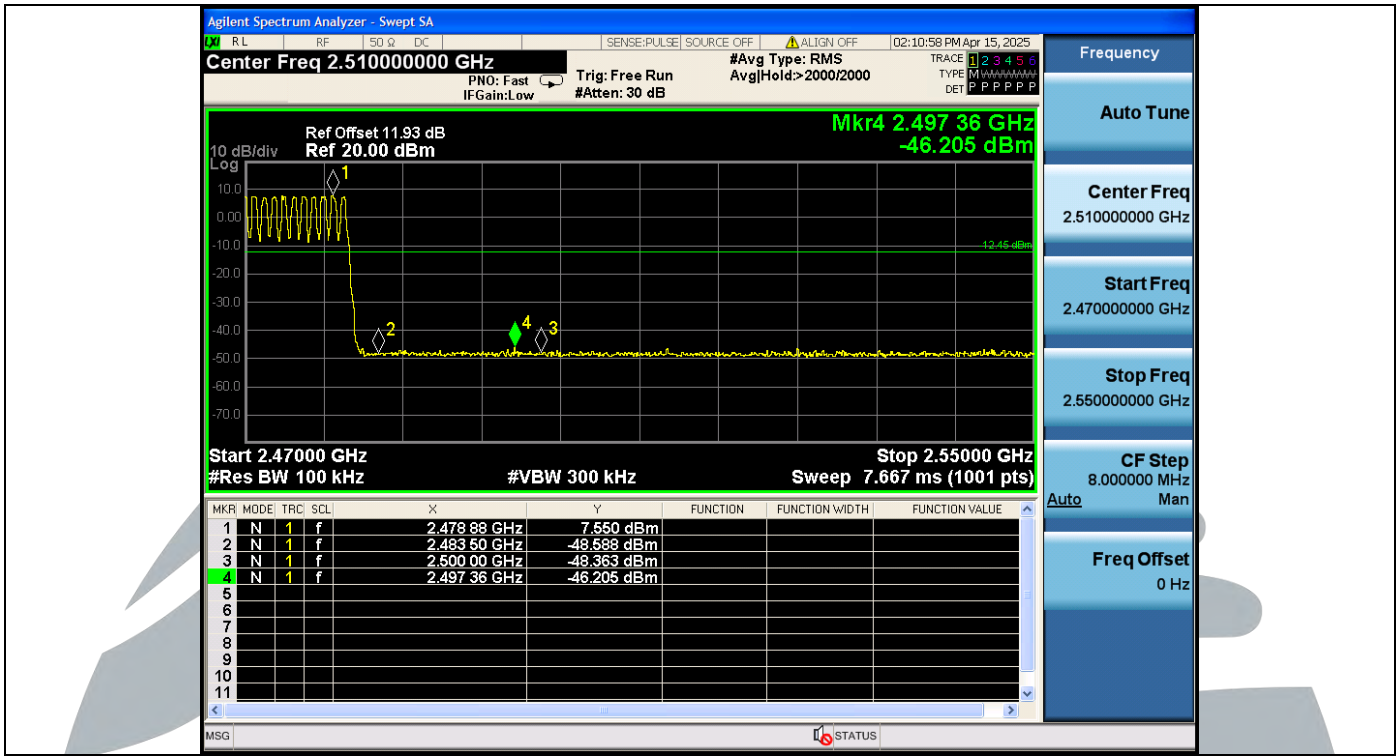 Agilent Spectrum Analyzer - Swept SA
LXI RL RF 50 Ω DC SENSE:PULSE SOURCE OFF ALIGN OFF 02:10:58 PM Apr 15, 2025
Center Freq 2.510000000 GHz
PNO: Fast
IFGain:Low
Trig: Free Run
#Atten: 30 dB
#Avg Type: RMS
Avg|Hold:>2000/2000
TRACE 1 2 3 4 5 6
TYPE M
DET P P P P P P
Mkr4 2.497 36 GHz
-46.205 dBm
Ref Offset 11.93 dB
10 dB/div Ref 20.00 dBm
Log
1
10.0
0.00
-10.0
-12.45 dBm
-20.0
-30.0
-40.0
2
4
3
-50.0
-60.0
-70.0
Start 2.47000 GHz Stop 2.55000 GHz
#Res BW 100 kHz #VBW 300 kHz Sweep 7.667 ms (1001 pts)
MKR MODE TRC SCL X Y FUNCTION FUNCTION WIDTH FUNCTION VALUE
1 N 1 f 2.478 88 GHz 7.550 dBm
2 N 1 f 2.483 50 GHz -48.588 dBm
3 N 1 f 2.500 00 GHz -48.363 dBm
4 N 1 f 2.497 36 GHz -46.205 dBm
5
6
7
8
9
10
11
MSG STATUS
Frequency
Auto Tune
Center Freq
2.510000000 GHz
Start Freq
2.470000000 GHz
Stop Freq
2.550000000 GHz
CF Step
8.000000 MHz
Auto Man
Freq Offset
0 Hz